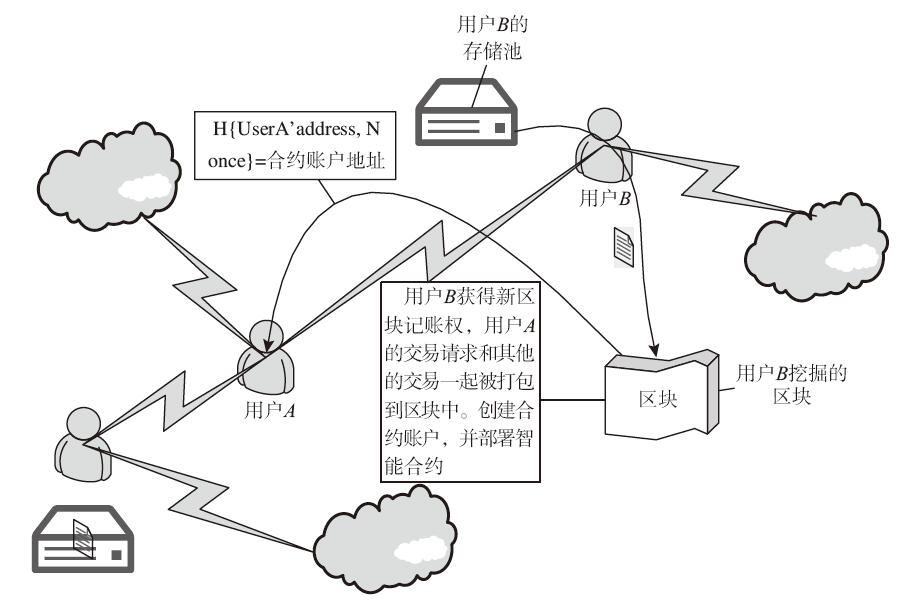 用户B的
存储池
H{UserA’address, N
once}=合约账户地址
用户B
用户B获得新区
块记账权，用户A
的交易请求和其他
的交易一起被打包
到区块中。创建合
约账户，并部署智
能合约
用户A
区块
用户B挖掘的
区块